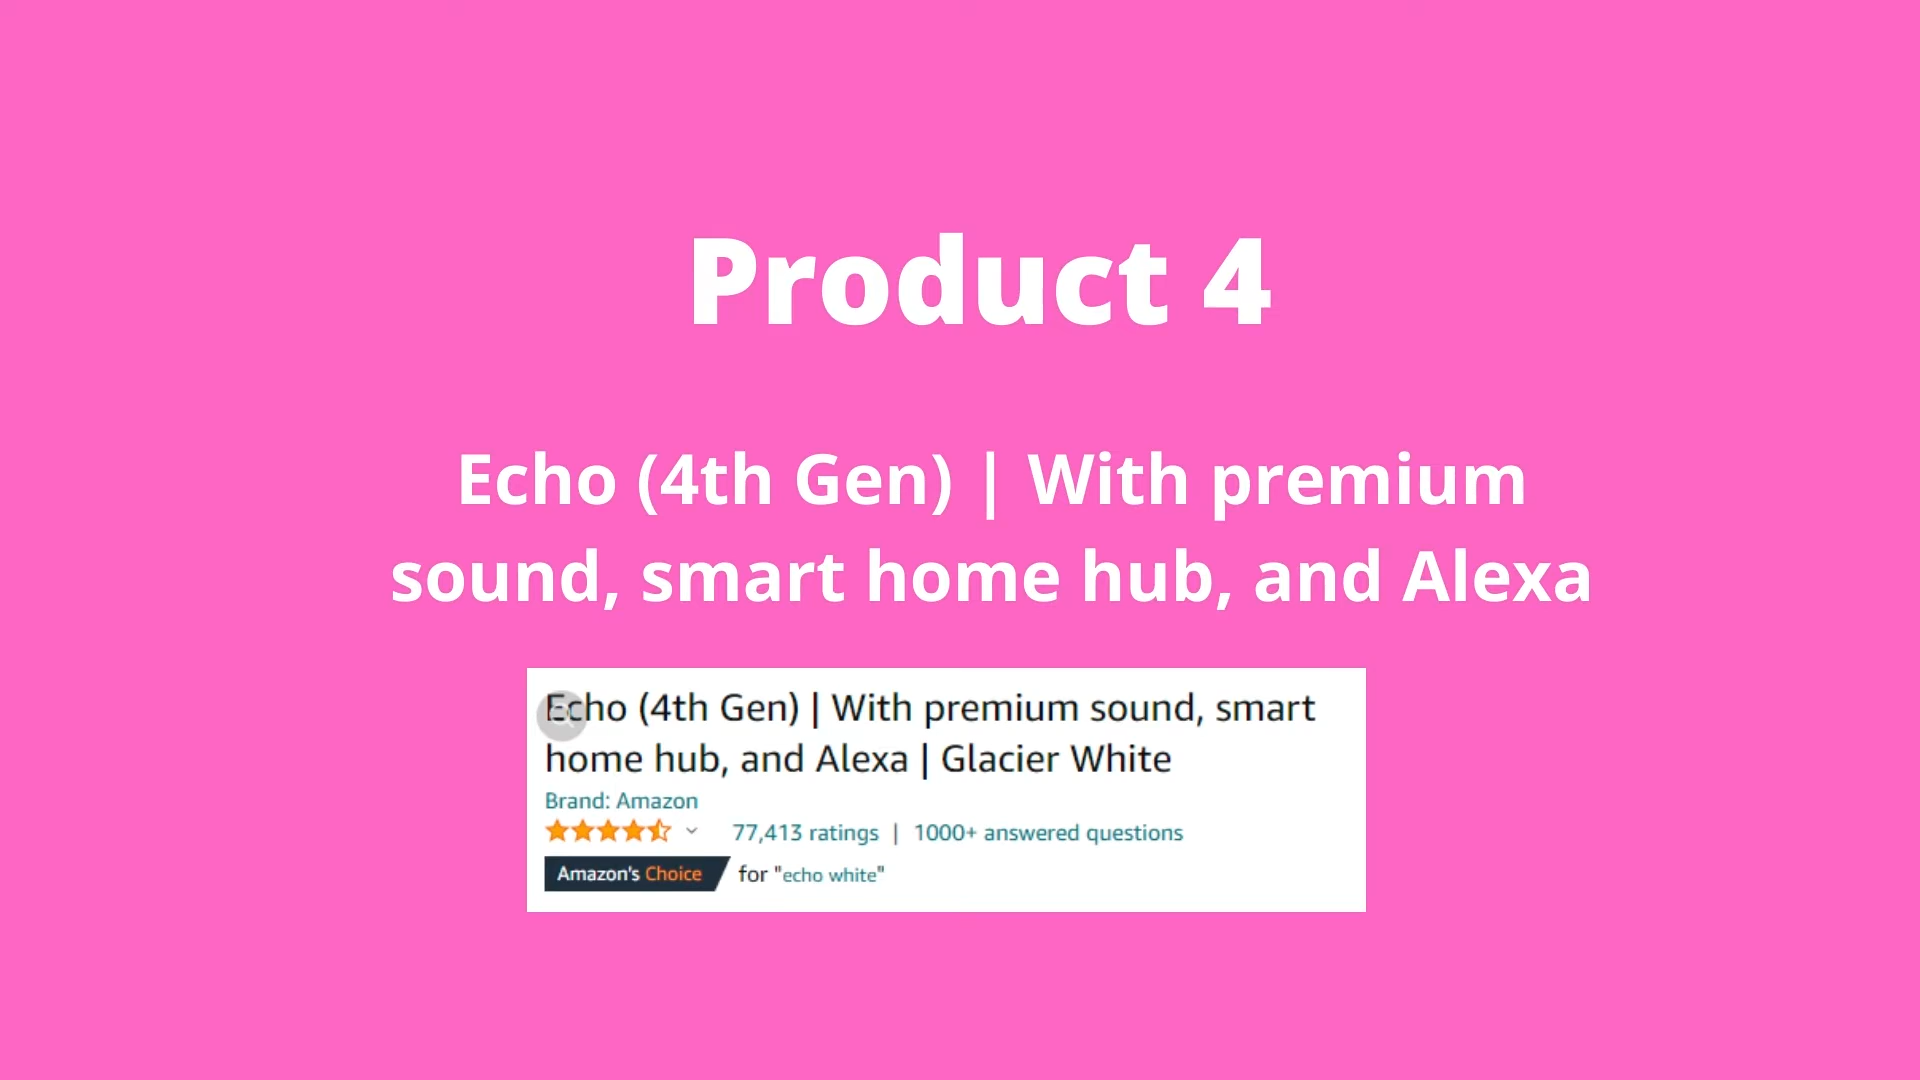 Product 4
Echo (4th Gen) | With premium
sound, smart home hub, and Alexa
Echo (4th Gen) | With premium sound, smart
home hub, and Alexa | Glacier White
Brand: Amazon
77,413 ratings | 1000+ answered questions
Amazon's Choice for "echo white"